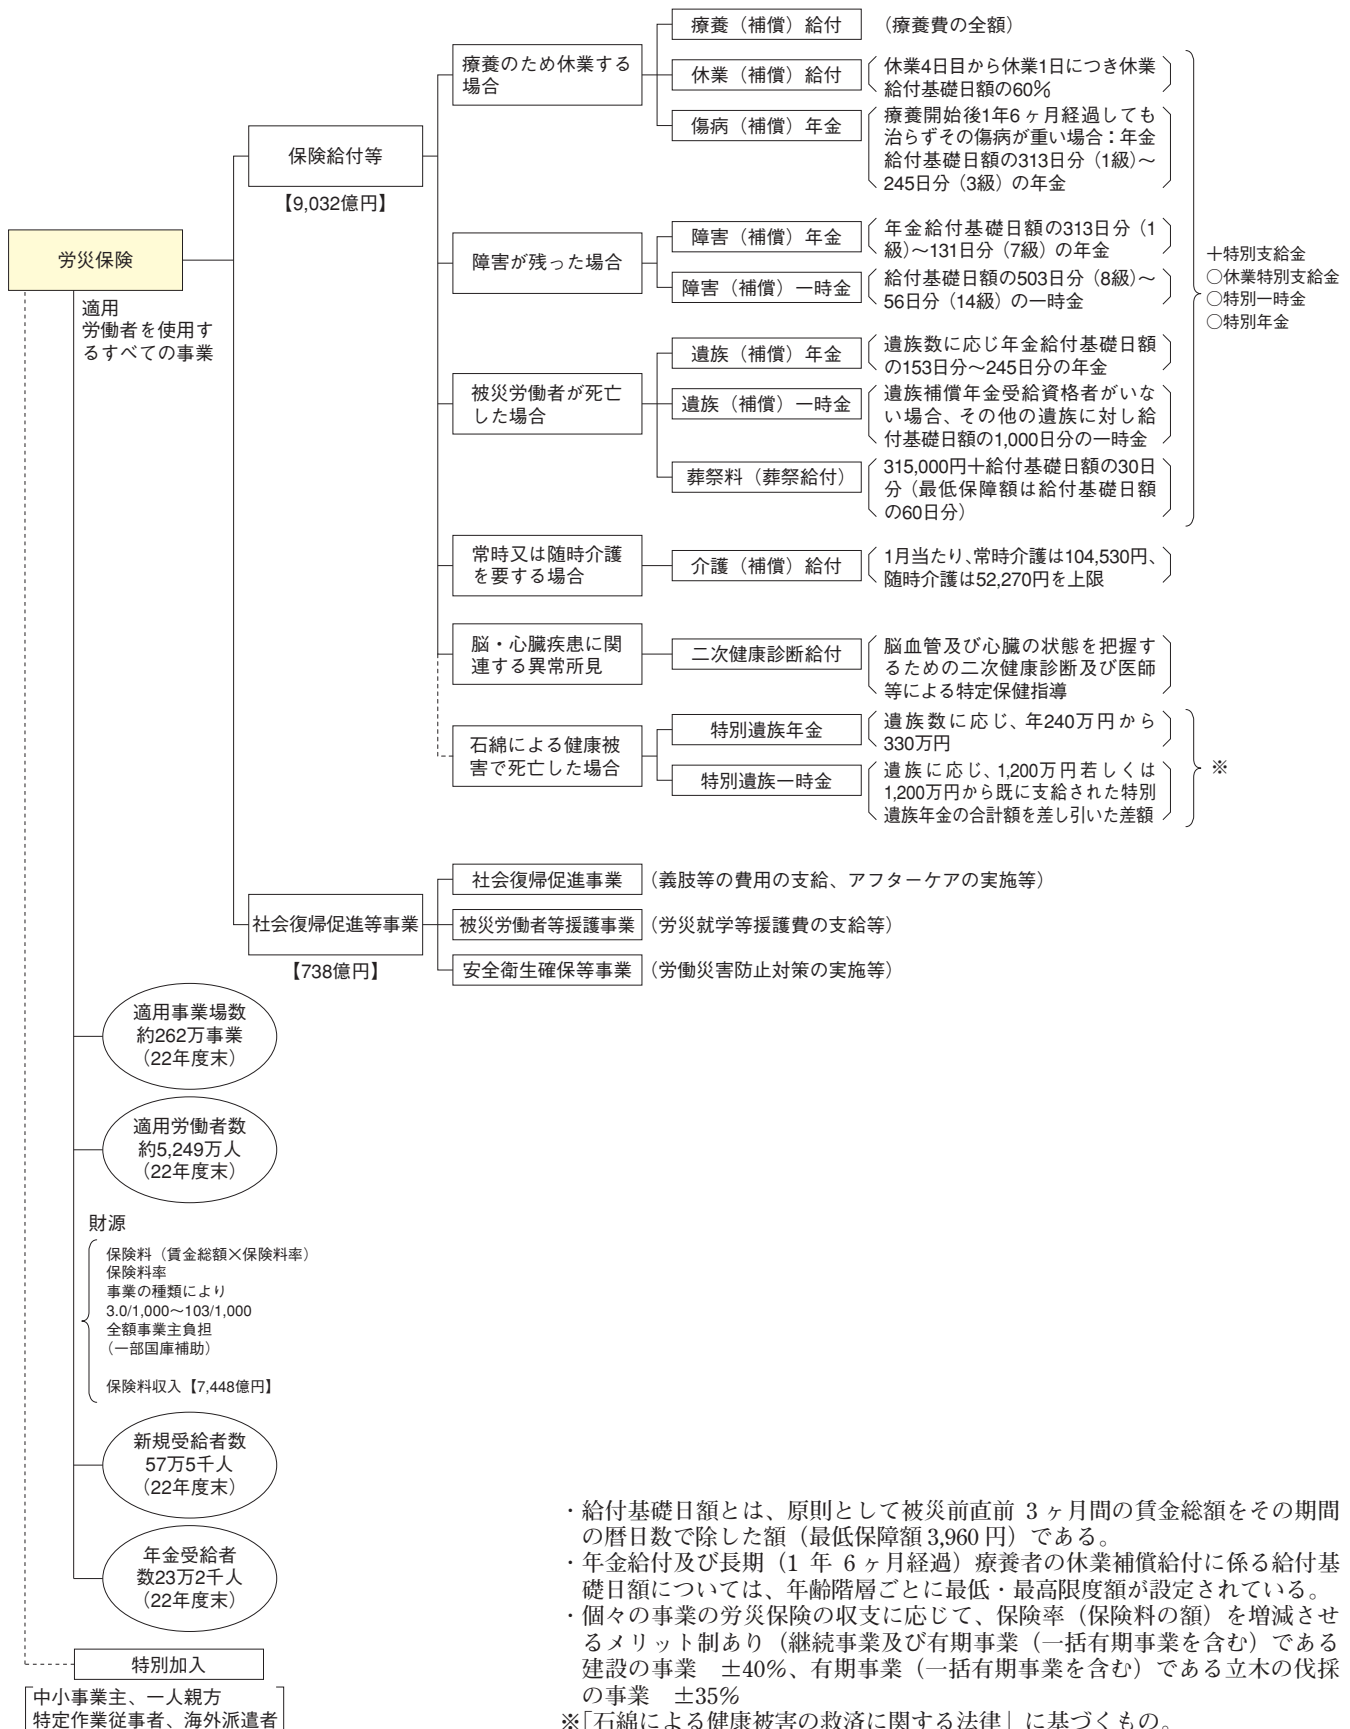 労災保険
適用
労働者を使用す
るすべての事業
保険給付等
【9,032億円】
療養のため休業する
場合
療養（補償）給付
（療養費の全額）
休業（補償）給付
休業4日目から休業1日につき休業
給付基礎日額の60％
傷病（補償）年金
療養開始後1年6ヶ月経過しても
治らずその傷病が重い場合：年金
給付基礎日額の313日分（1級）～
245日分（3級）の年金
障害が残った場合
障害（補償）年金
年金給付基礎日額の313日分（1
級）～131日分（7級）の年金
障害（補償）一時金
給付基礎日額の503日分（8級）～
56日分（14級）の一時金
被災労働者が死亡
した場合
遺族（補償）年金
遺族数に応じ年金給付基礎日額
の153日分～245日分の年金
遺族（補償）一時金
遺族補償年金受給資格者がいな
い場合、その他の遺族に対し給
付基礎日額の1,000日分の一時金
葬祭料（葬祭給付）
315,000円＋給付基礎日額の30日
分（最低保障額は給付基礎日額
の60日分）
＋特別支給金
○休業特別支給金
○特別一時金
○特別年金
常時又は随時介護
を要する場合
介護（補償）給付
1月当たり、常時介護は104,530円、
随時介護は52,270円を上限
脳・心臓疾患に関
連する異常所見
二次健康診断給付
脳血管及び心臓の状態を把握す
るための二次健康診断及び医師
等による特定保健指導
石綿による健康被
害で死亡した場合
特別遺族年金
遺族数に応じ、年240万円から
330万円
特別遺族一時金
遺族に応じ、1,200万円若しくは
1,200万円から既に支給された特別
遺族年金の合計額を差し引いた差額
※
社会復帰促進等事業
【738億円】
社会復帰促進事業
（義肢等の費用の支給、アフターケアの実施等）
被災労働者等援護事業
（労災就学等援護費の支給等）
安全衛生確保等事業
（労働災害防止対策の実施等）
適用事業場数
約262万事業
（22年度末）
適用労働者数
約5,249万人
（22年度末）
財源
保険料（賃金総額×保険料率）
保険料率
事業の種類により
3.0/1,000～103/1,000
全額事業主負担
（一部国庫補助）
保険料収入【7,448億円】
新規受給者数
57万5千人
（22年度末）
年金受給者
数23万2千人
（22年度末）
特別加入
中小事業主、一人親方
特定作業従事者、海外派遣者
・給付基礎日額とは、原則として被災前直前 3 ヶ月間の賃金総額をその期間
の暦日数で除した額（最低保障額 3,960 円）である。
・年金給付及び長期（1 年 6 ヶ月経過）療養者の休業補償給付に係る給付基
礎日額については、年齢階層ごとに最低・最高限度額が設定されている。
・個々の事業の労災保険の収支に応じて、保険率（保険料の額）を増減させ
るメリット制あり（継続事業及び有期事業（一括有期事業を含む）である
建設の事業　±40％、有期事業（一括有期事業を含む）である立木の伐採
の事業　±35％
※「石綿による健康被害の救済に関する法律」に基づくもの。